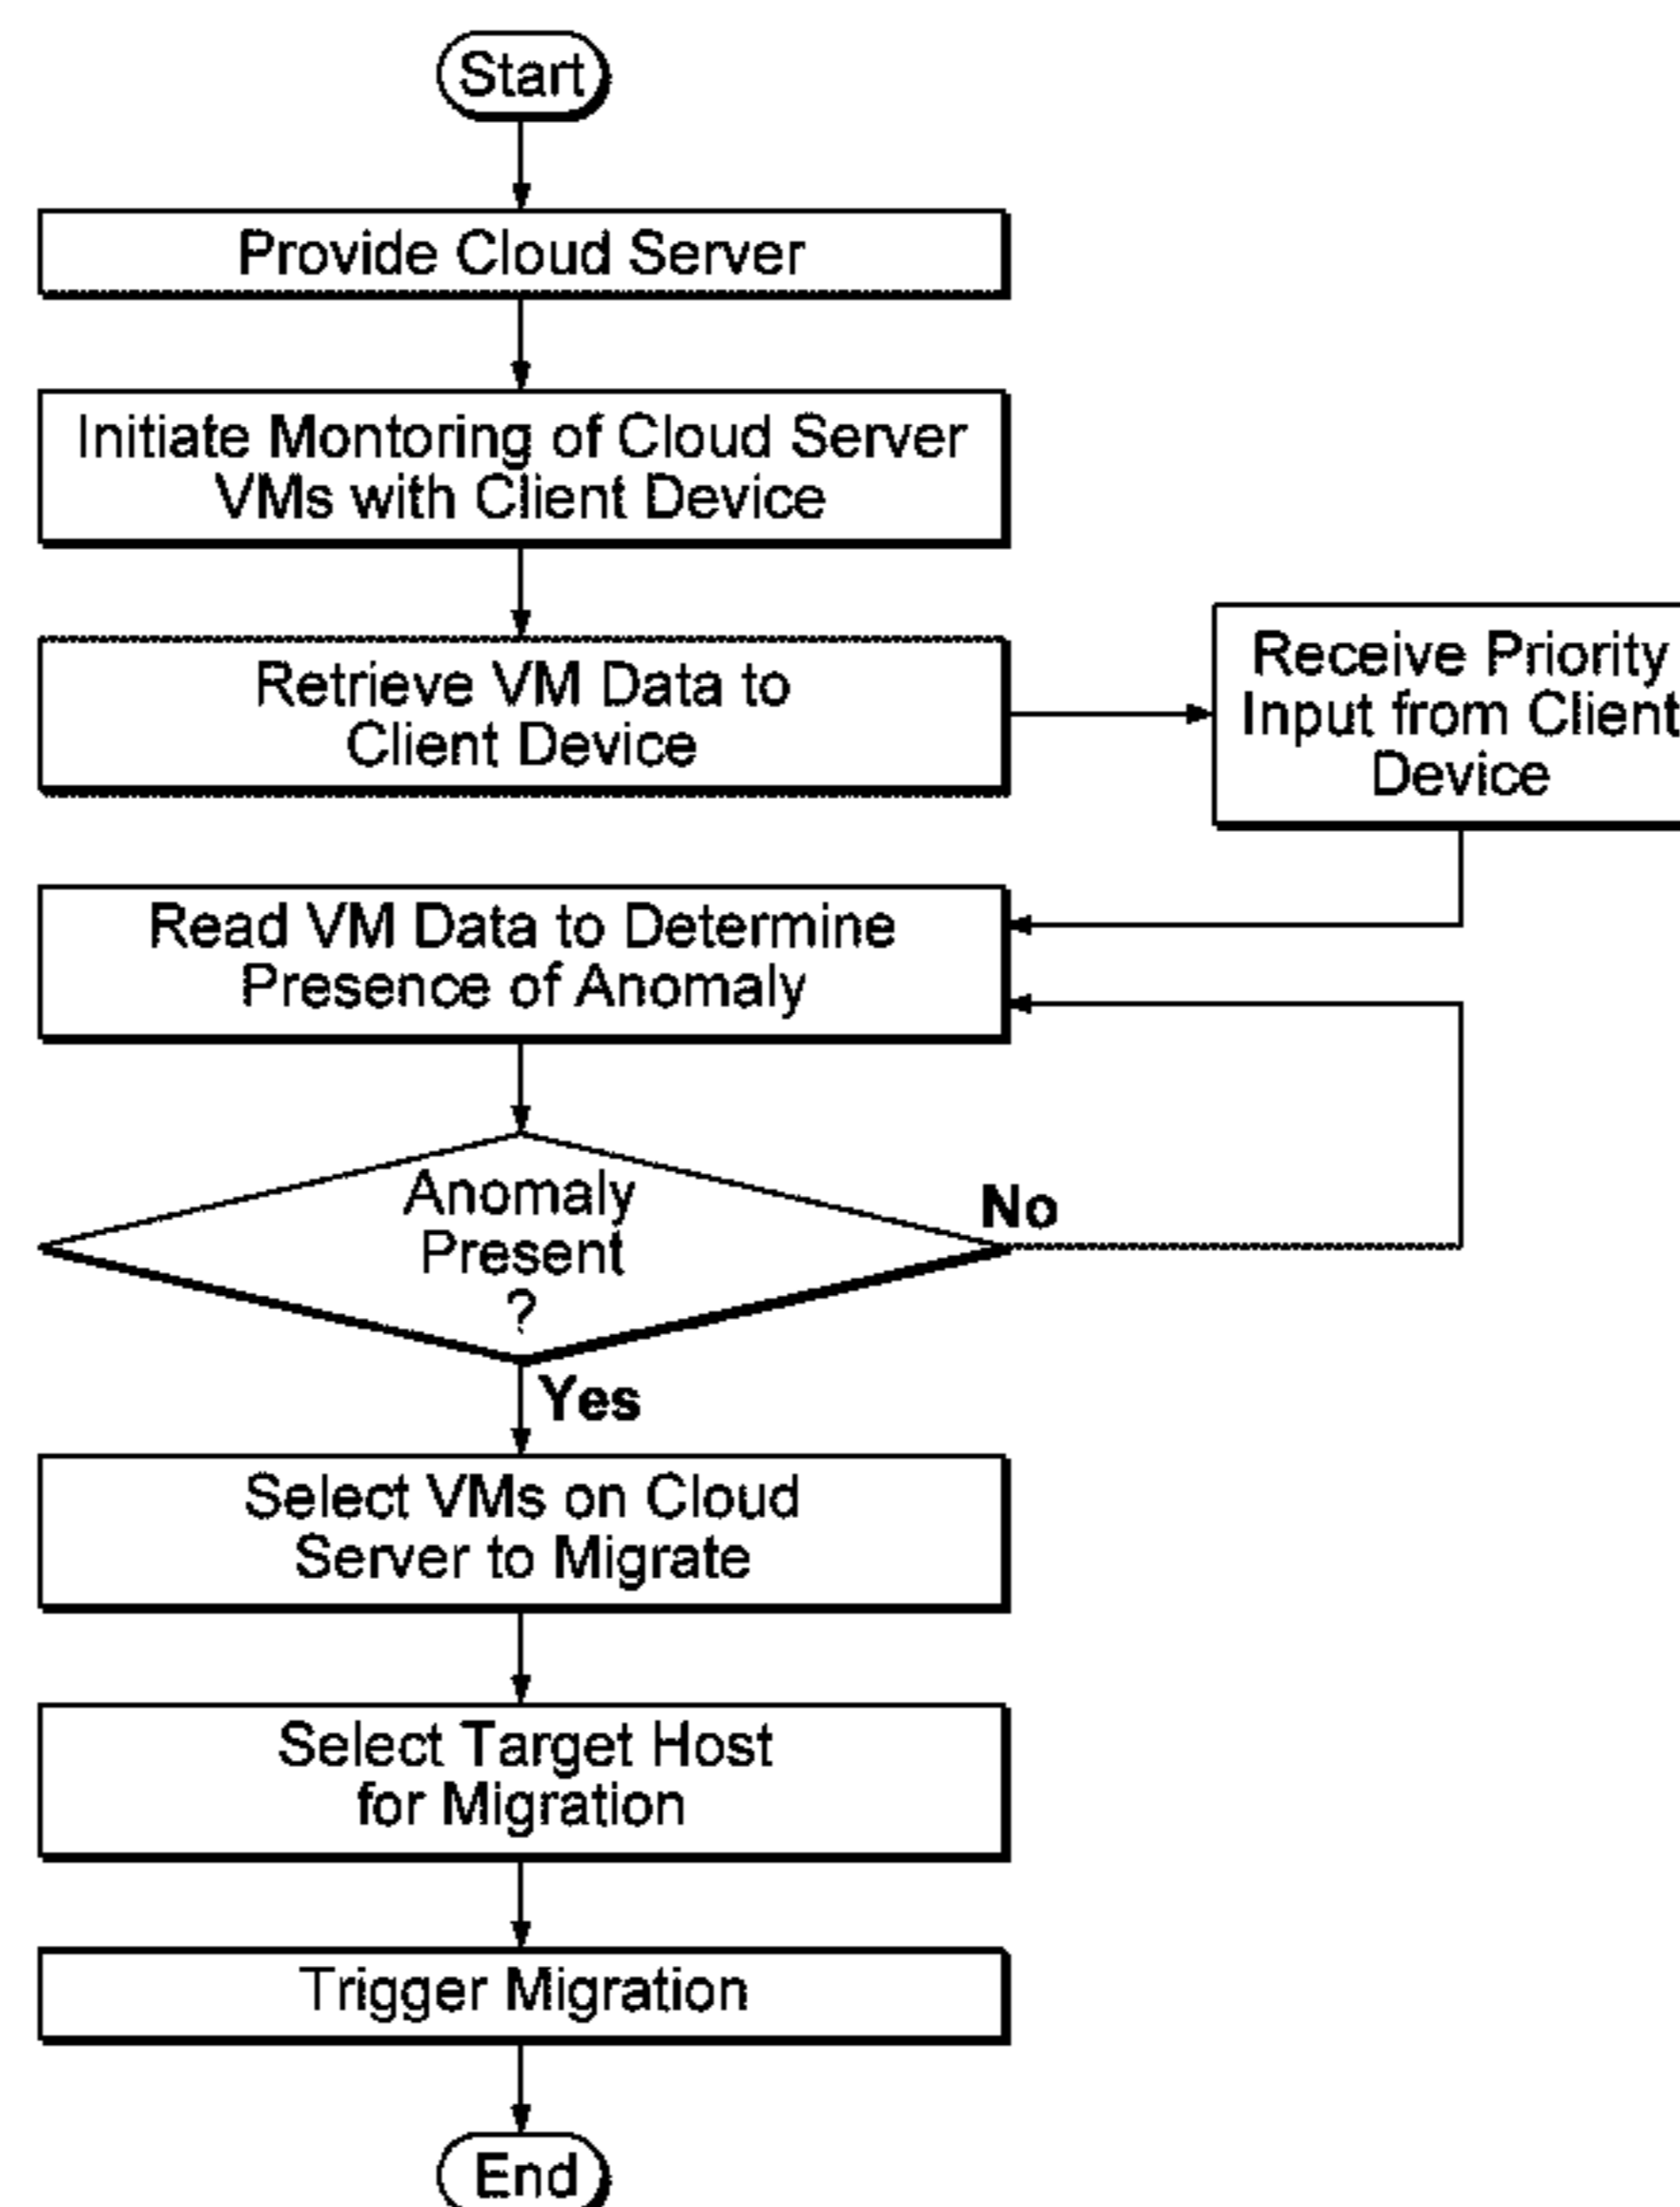 Start
Provide Cloud Server
Initiate Montoring of Cloud Server
VMs with Client Device
Retrieve VM Data to
Client Device
Receive Priority
Input from Client
Device
Read VM Data to Determine
Presence of Anomaly
Anomaly
Present
?
No
Yes
Select VMs on Cloud
Server to Migrate
Select Target Host
for Migration
Trigger Migration
End